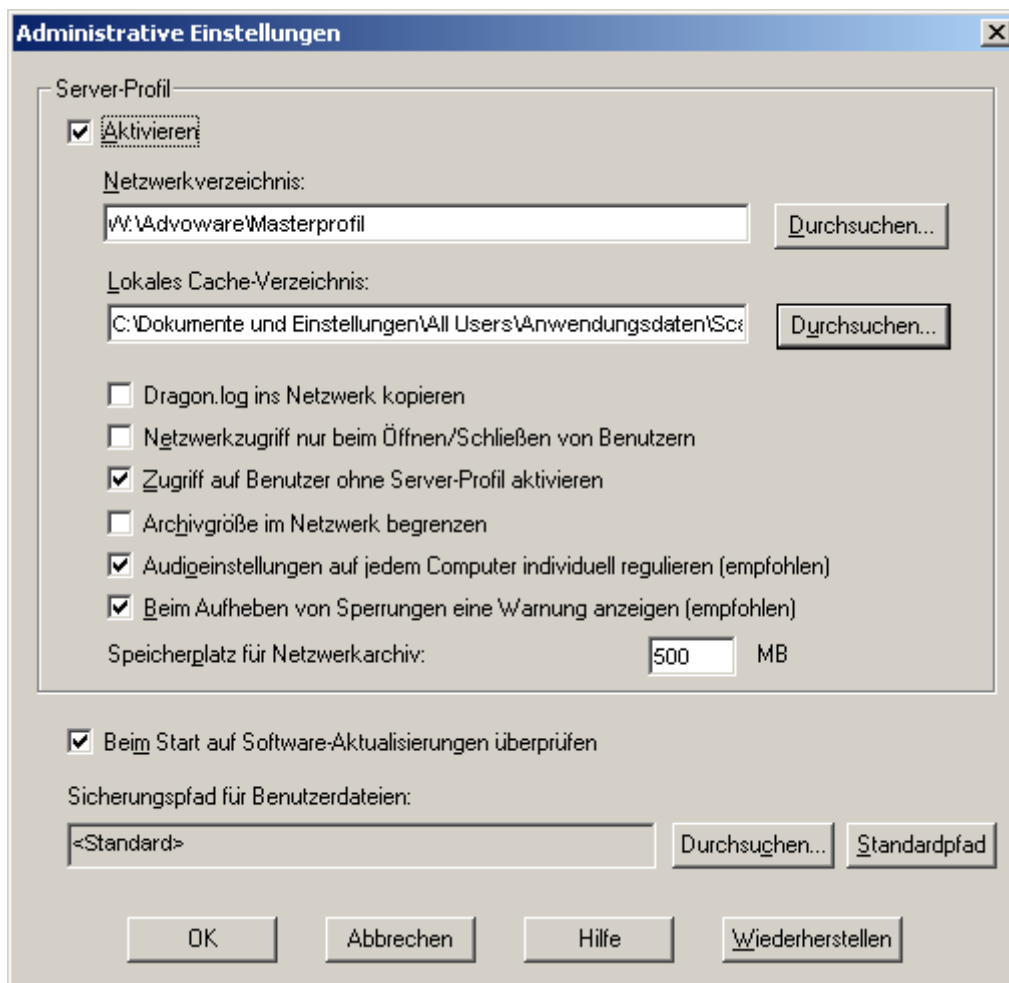 Administrative Einstellungen
Server-Profil
Aktivieren
Netzwerkverzeichnis:
W:\Advoware\Masterprofil
Durchsuchen...
Lokales Cache-Verzeichnis:
C:\Dokumente und Einstellungen\All Users\Anwendungsdaten\Sca
Durchsuchen...
Dragon.log ins Netzwerk kopieren
Netzwerkzugriff nur beim Öffnen/Schließen von Benutzern
Zugriff auf Benutzer ohne Server-Profil aktivieren
Archivgröße im Netzwerk begrenzen
Audioeinstellungen auf jedem Computer individuell regulieren (empfohlen)
Beim Aufheben von Sperrungen eine Warnung anzeigen (empfohlen)
Speicherplatz für Netzwerkarchiv: 500 MB
Beim Start auf Software-Aktualisierungen überprüfen
Sicherungspfad für Benutzerdateien:
<Standard> Durchsuchen... Standardpfad
OK Abbrechen Hilfe Wiederherstellen